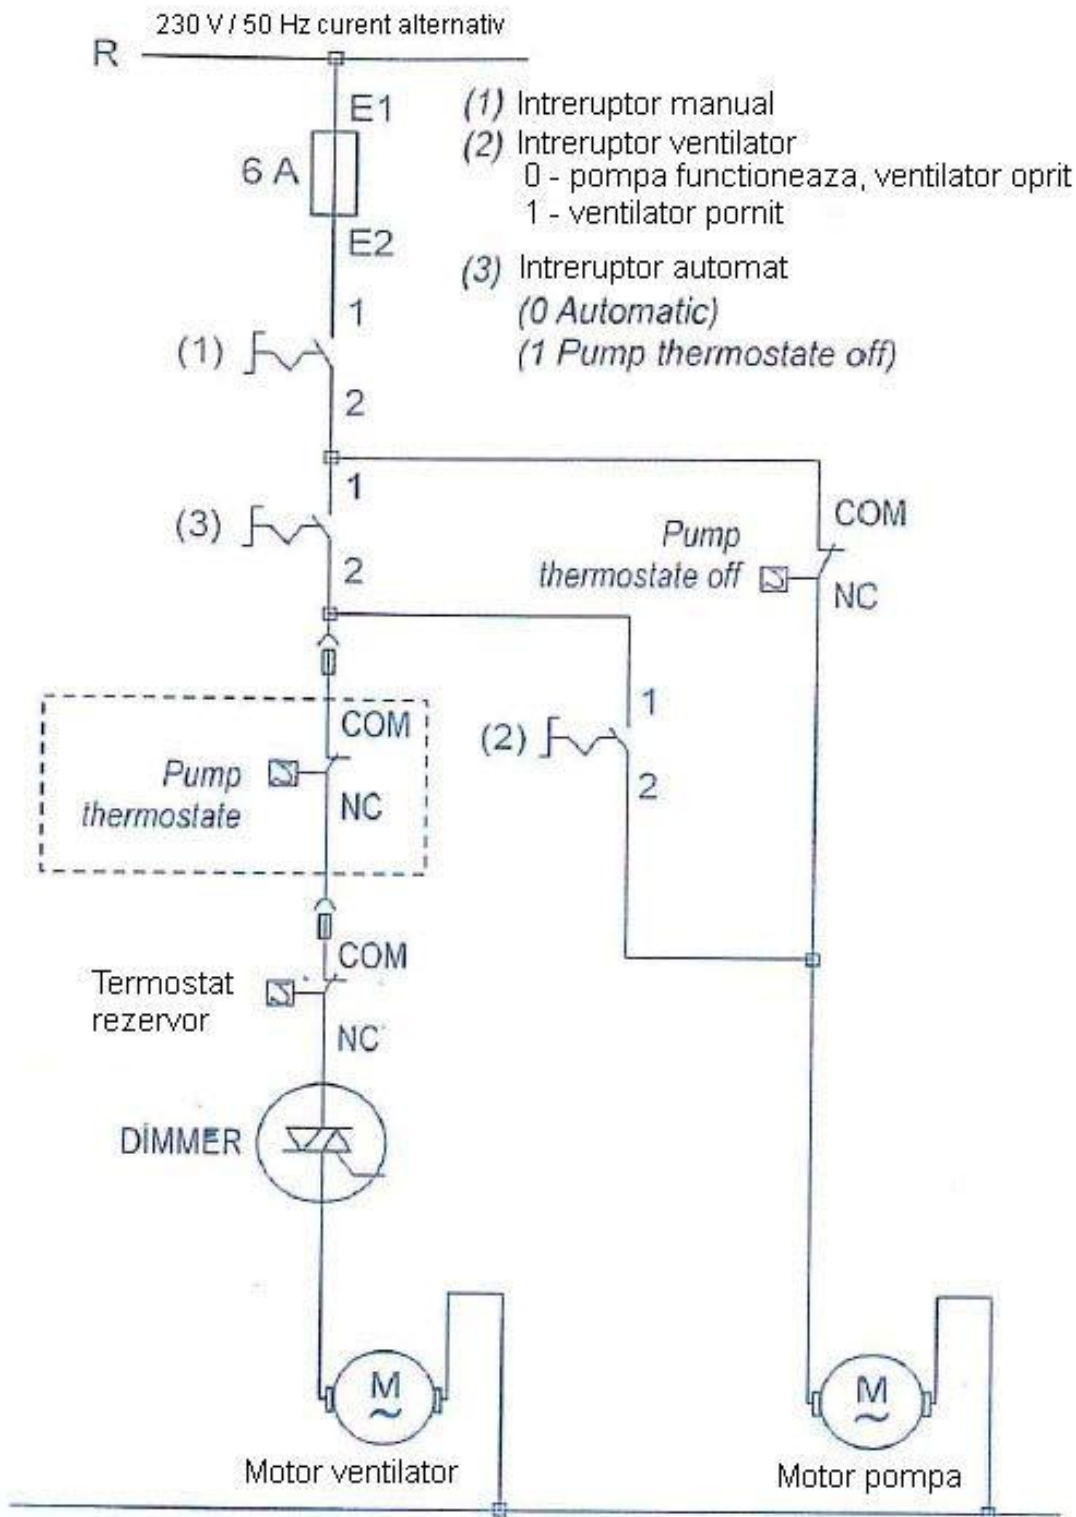 230 V / 50 Hz curent alternativ
R
E1
6 A
E2
(1) Intreruptor manual
(2) Intreruptor ventilator
0 - pompa functioneaza, ventilator oprit
1 - ventilator pornit
(3) Intreruptor automat
(0 Automatic)
(1 Pump thermostate off)
1
(1)
2
1
(3)
2
COM
Pump
thermostate off
NC
COM
Pump
thermostate
NC
1
(2)
2
COM
Termostat
rezervor
NC
DİMMER
M
~
Motor ventilator
M
~
Motor pompa